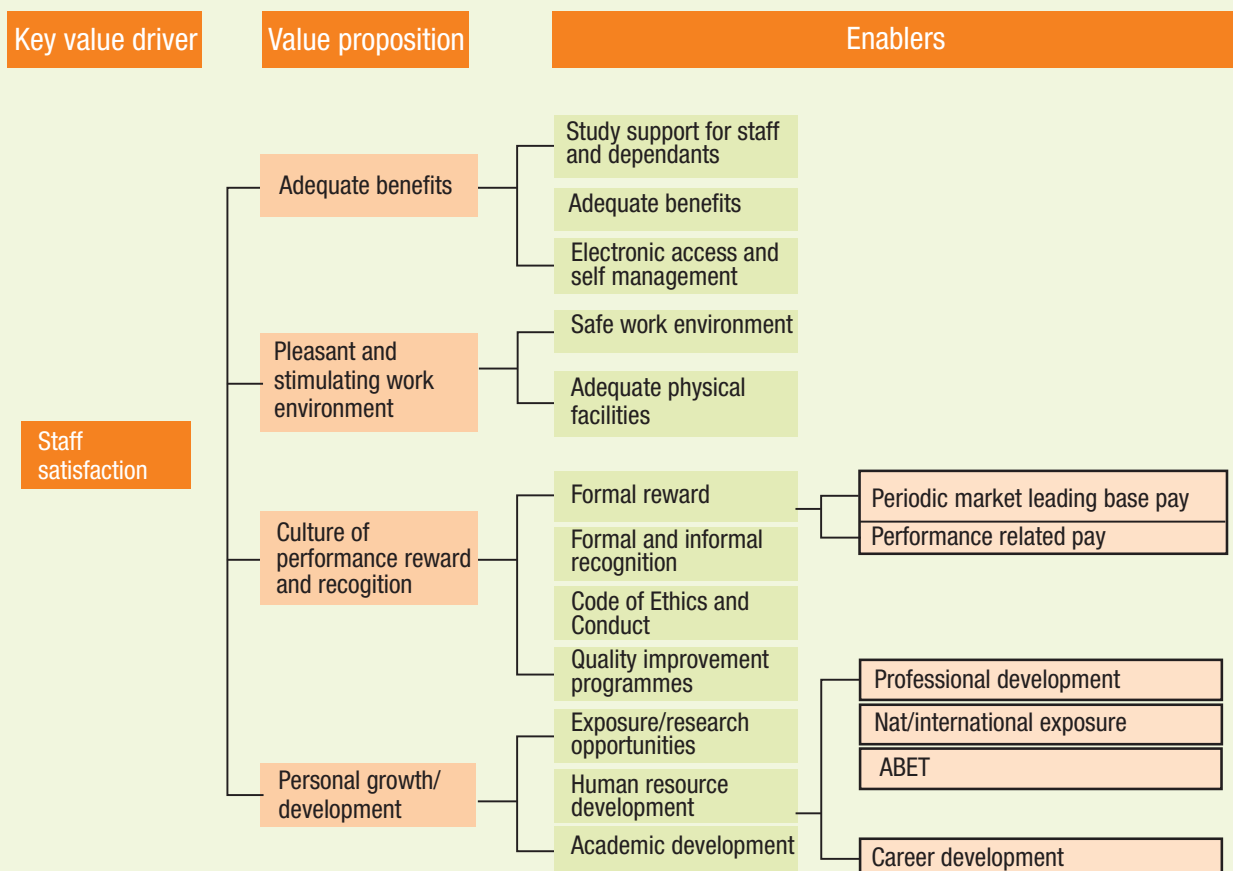 Key value driver
Value proposition
Enablers
Staff
satisfaction
Adequate benefits
Study support for staff
and dependants
Adequate benefits
Electronic access and
self management
Pleasant and
stimulating work
environment
Safe work environment
Adequate physical
facilities
Culture of
performance reward
and recogition
Formal reward
Periodic market leading base pay
Performance related pay
Formal and informal
recognition
Code of Ethics and
Conduct
Quality improvement
programmes
Personal growth/
development
Exposure/research
opportunities
Human resource
development
Professional development
Nat/international exposure
ABET
Career development
Academic development